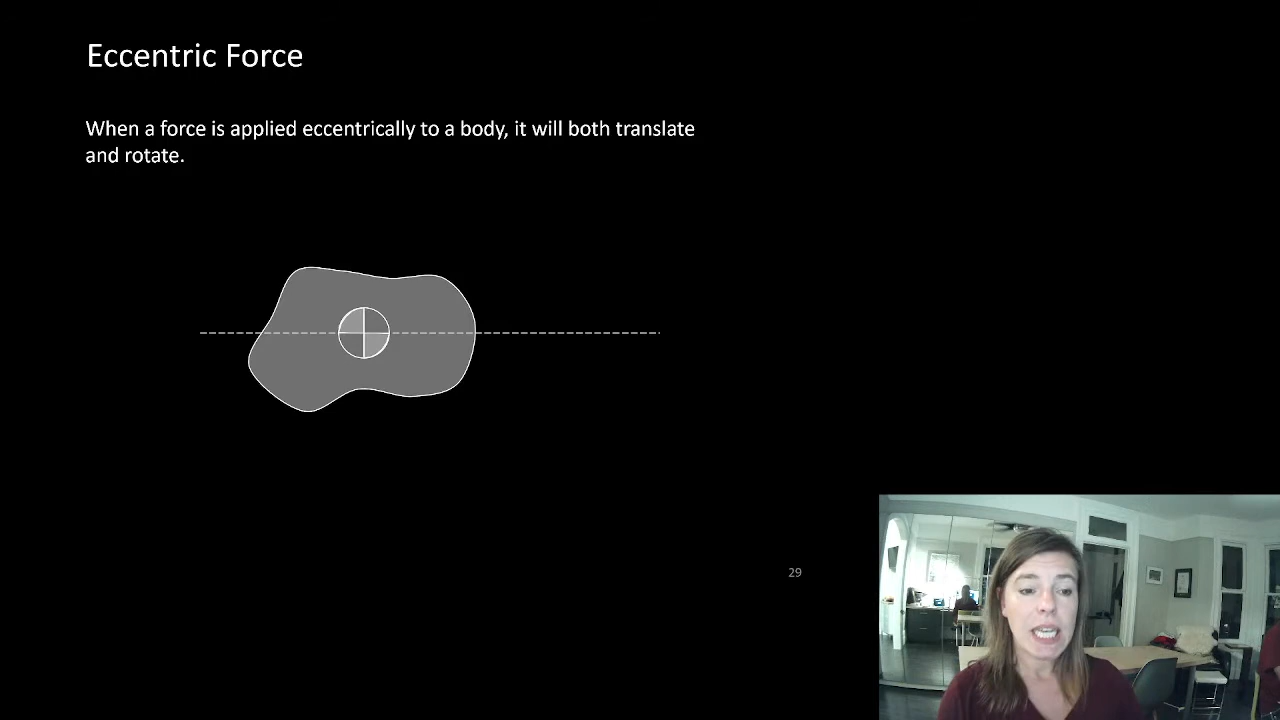 Eccentric Force
When a force is applied eccentrically to a body, it will both translate
and rotate.
29